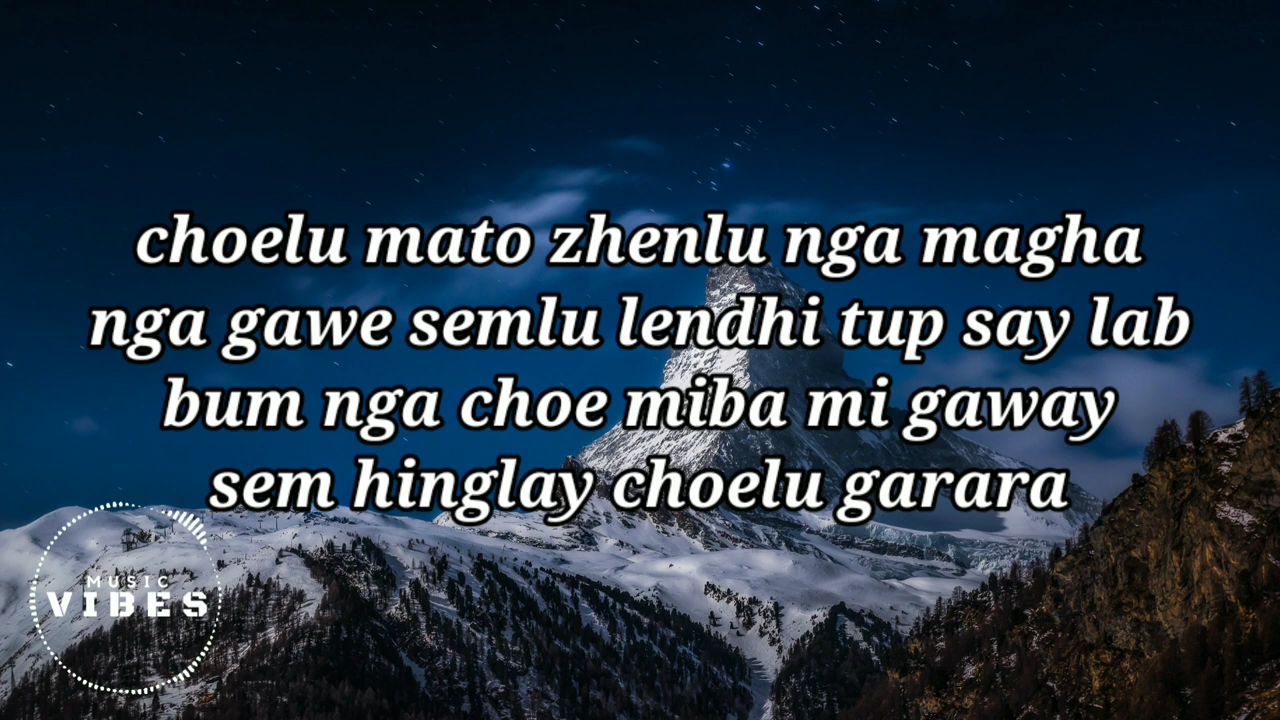 choelu mato zhenlu nga magha
nga gawe semlu lendhi tup say lab
bum nga choe miba mi gaway
sem hinglay choelu garara
MUSIC
VIBES